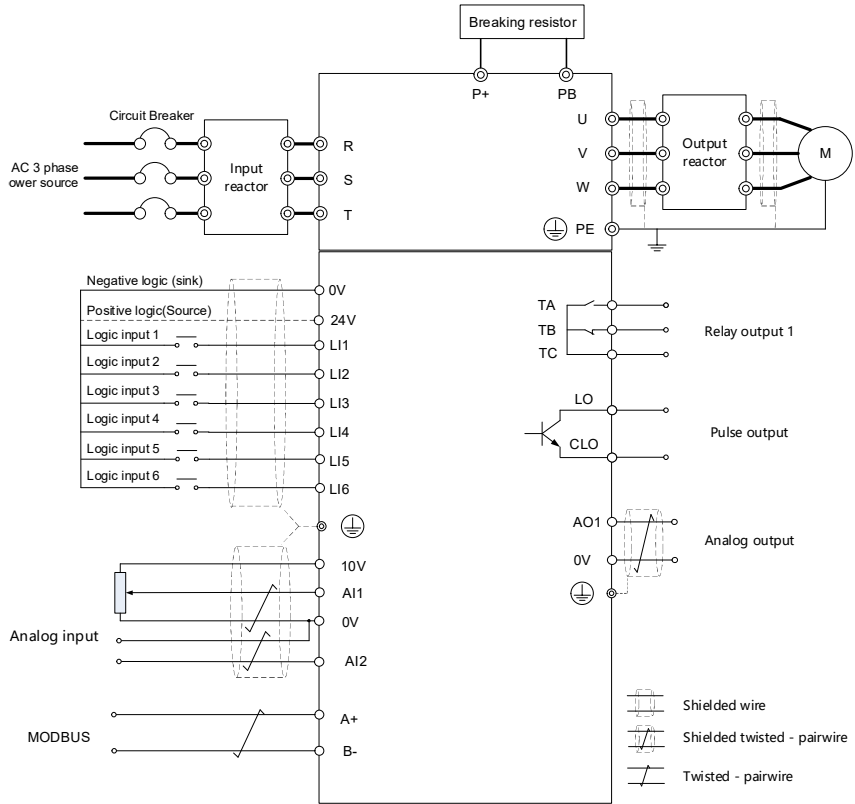 Breaking resistor
P+
PB
Circuit Breaker
AC 3 phase
ower source
Input
reactor
R
S
T
U
V
W
PE
Output
reactor
M
Negative logic (sink)
0V
Positive logic(Source)
24V
Logic input 1
LI1
Logic input 2
LI2
Logic input 3
LI3
Logic input 4
LI4
Logic input 5
LI5
Logic input 6
LI6
TA
TB
TC
Relay output 1
LO
CLO
Pulse output
AO1
0V
Analog output
10V
AI1
0V
AI2
Analog input
A+
B-
MODBUS
Shielded wire
Shielded twisted - pairwire
Twisted - pairwire